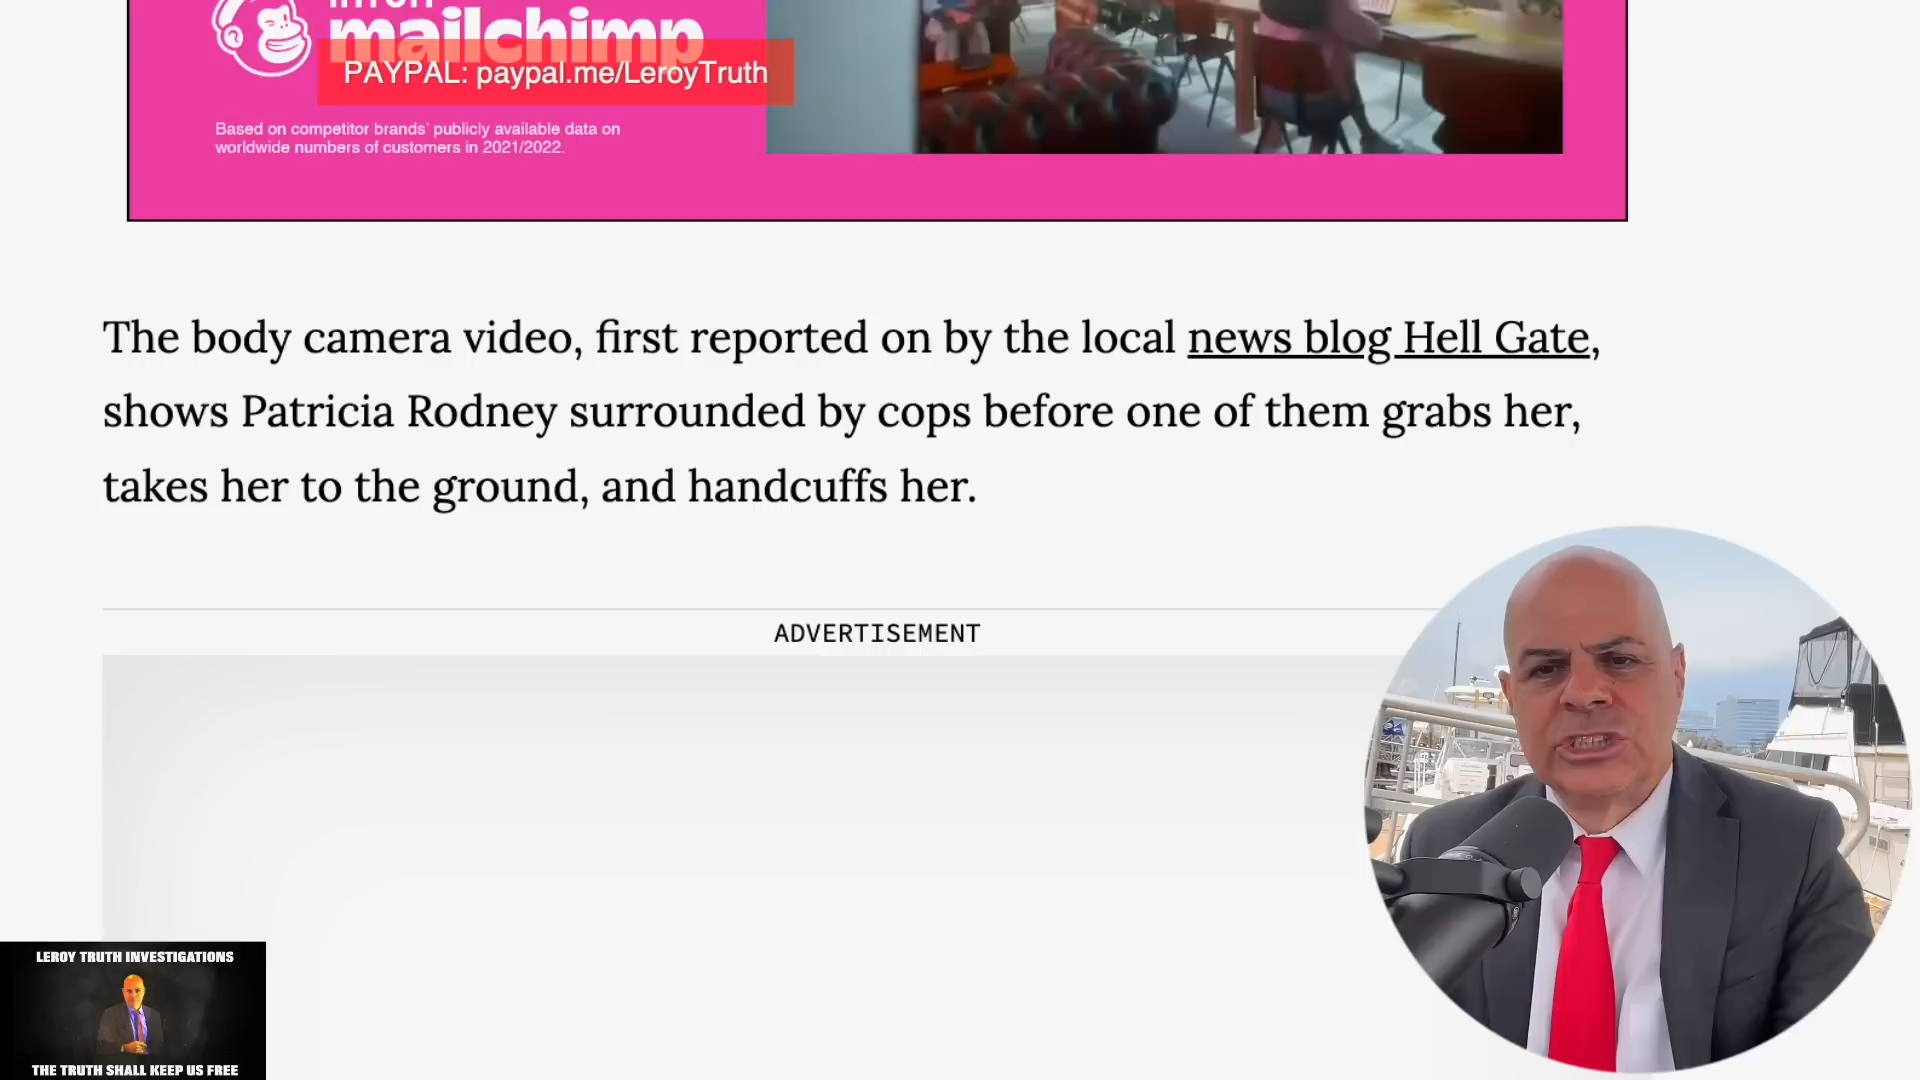 mailchimp
PAYPAL: paypal.me/LeroyTruth
Based on competitor brands' publicly available data on
worldwide numbers of customers in 2021/2022.
The body camera video, first reported on by the local news blog Hell Gate,
shows Patricia Rodney surrounded by cops before one of them grabs her,
takes her to the ground, and handcuffs her.
ADVERTISEMENT
LEROY TRUTH INVESTIGATIONS
THE TRUTH SHALL KEEP US FREE